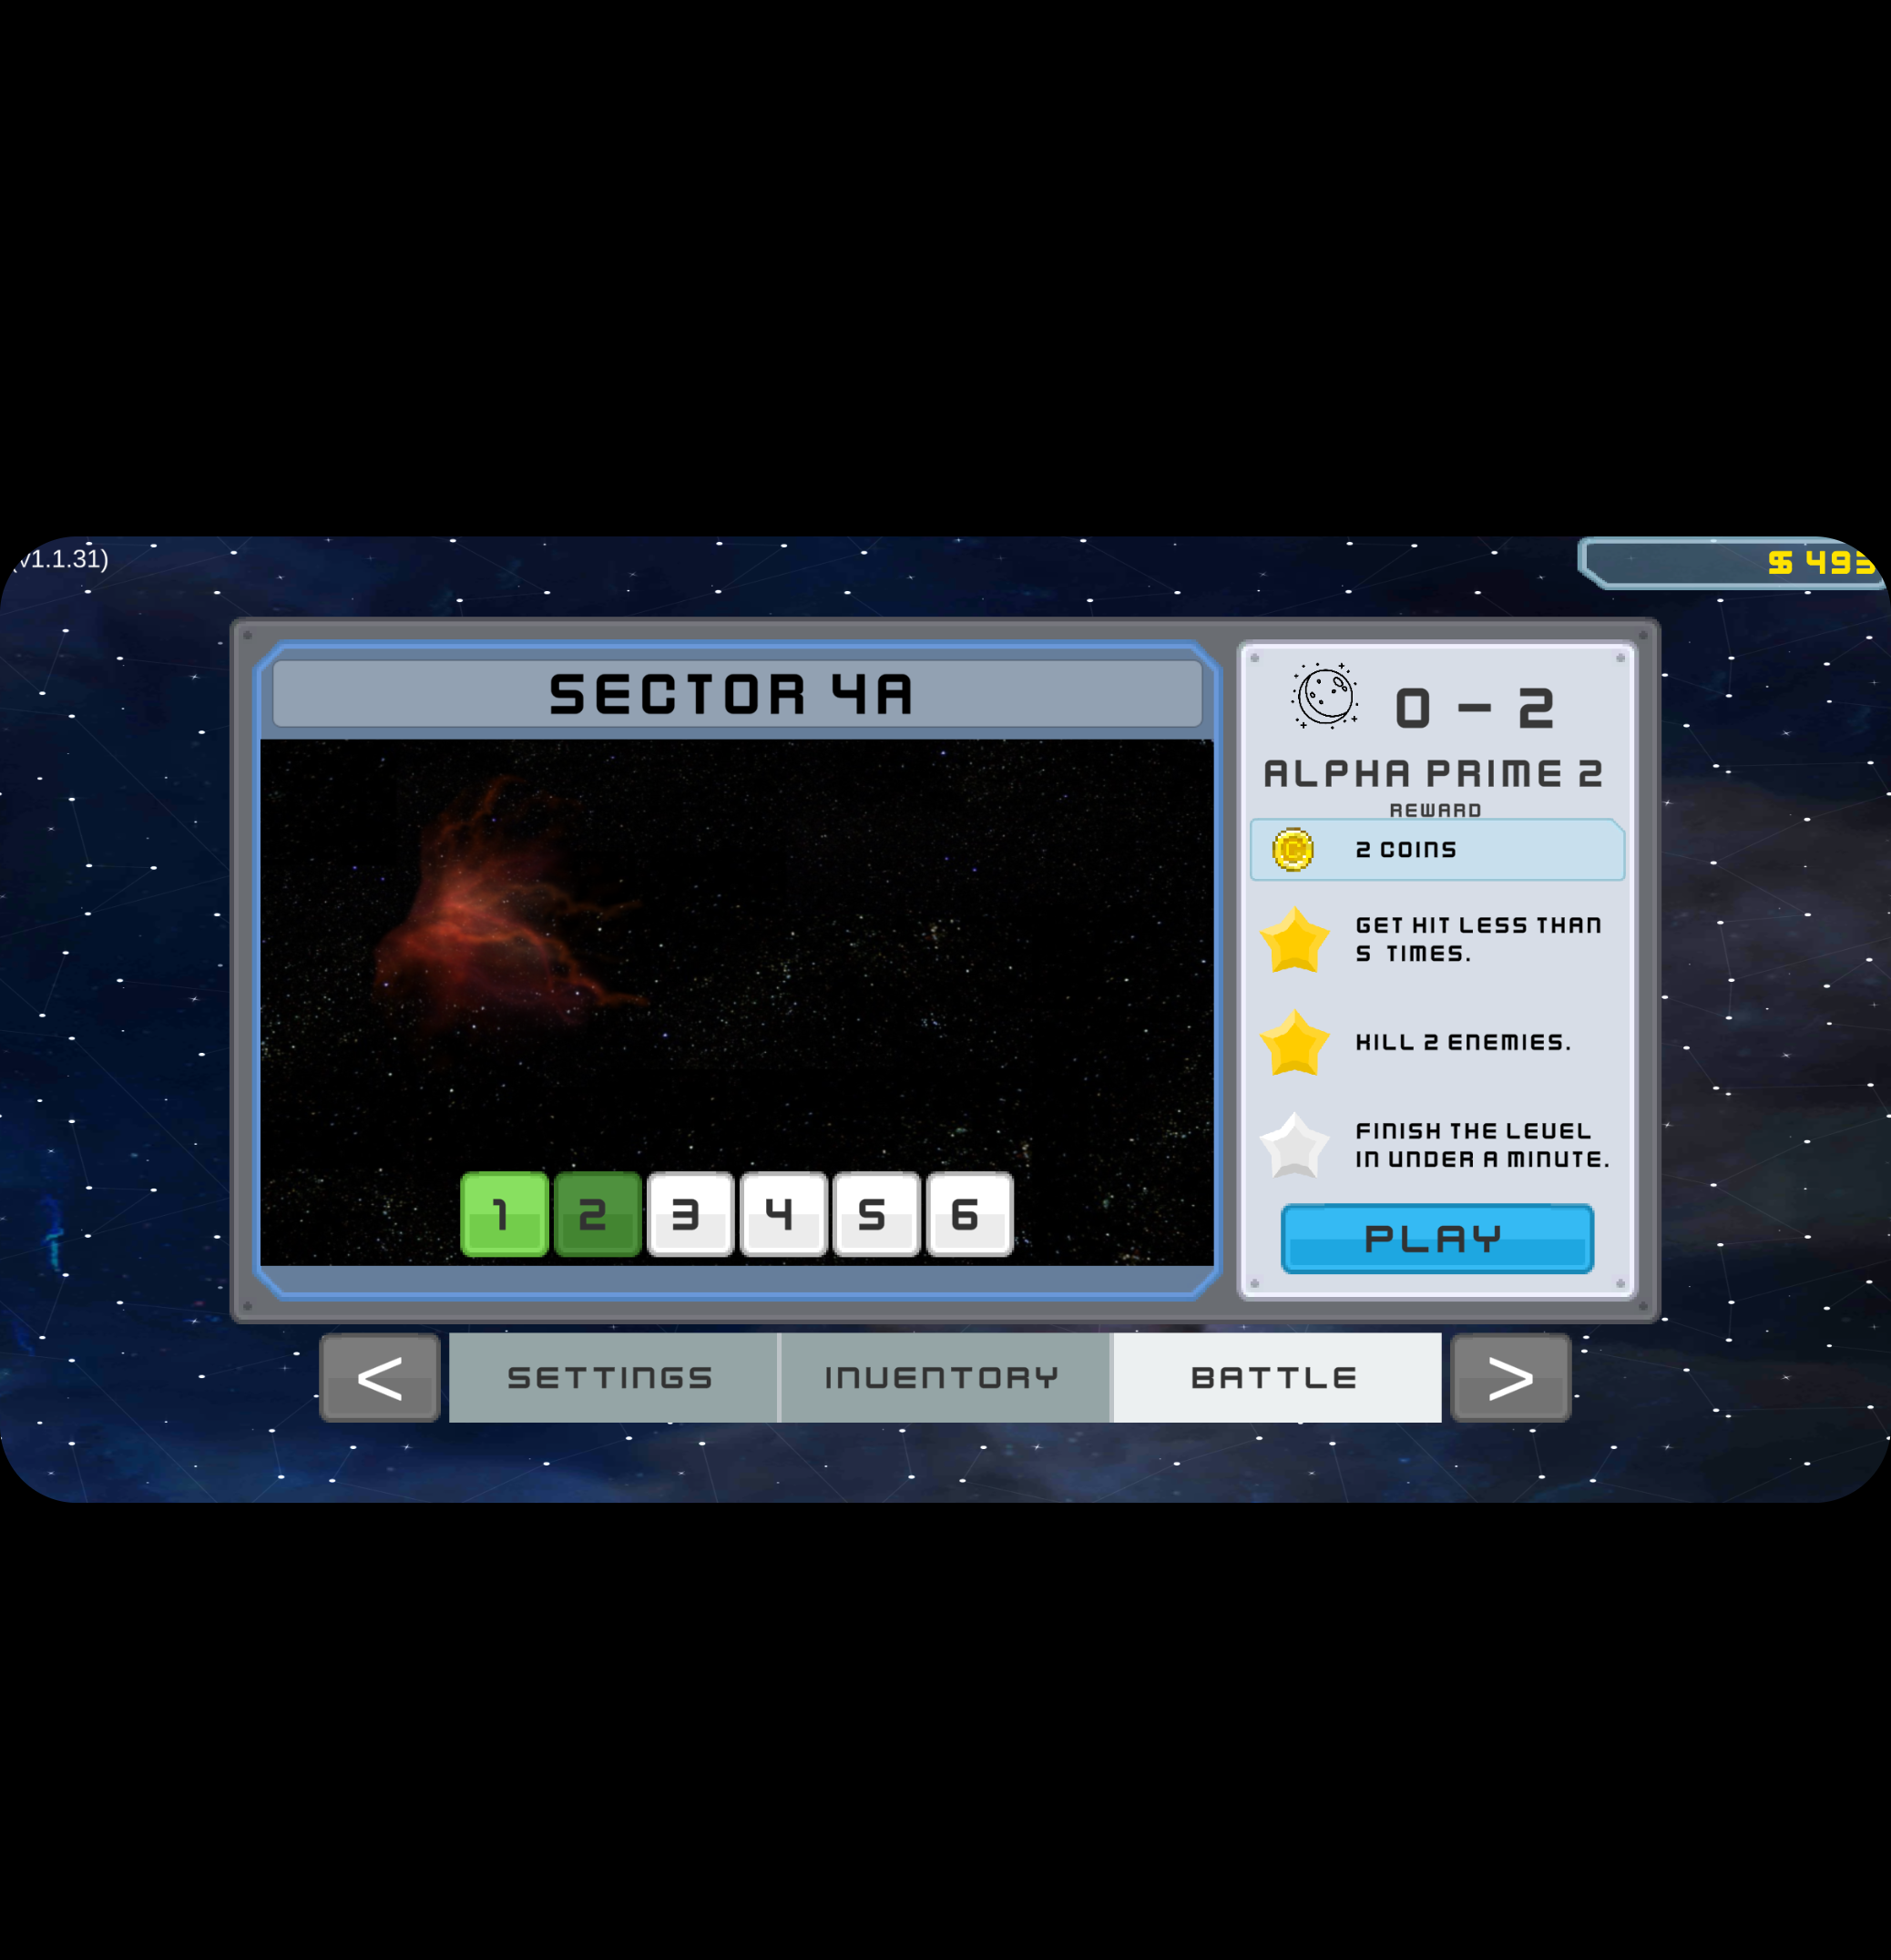 (v1.1.31)
$ 493
SECTOR 4A
0 - 2
ALPHA PRIME 2
REWARD
2 COINS
GET HIT LESS THAN
5 TIMES.
KILL 2 ENEMIES.
FINISH THE LEVEL
IN UNDER A MINUTE.
1 2 3 4 5 6
PLAY
< SETTINGS INVENTORY BATTLE >